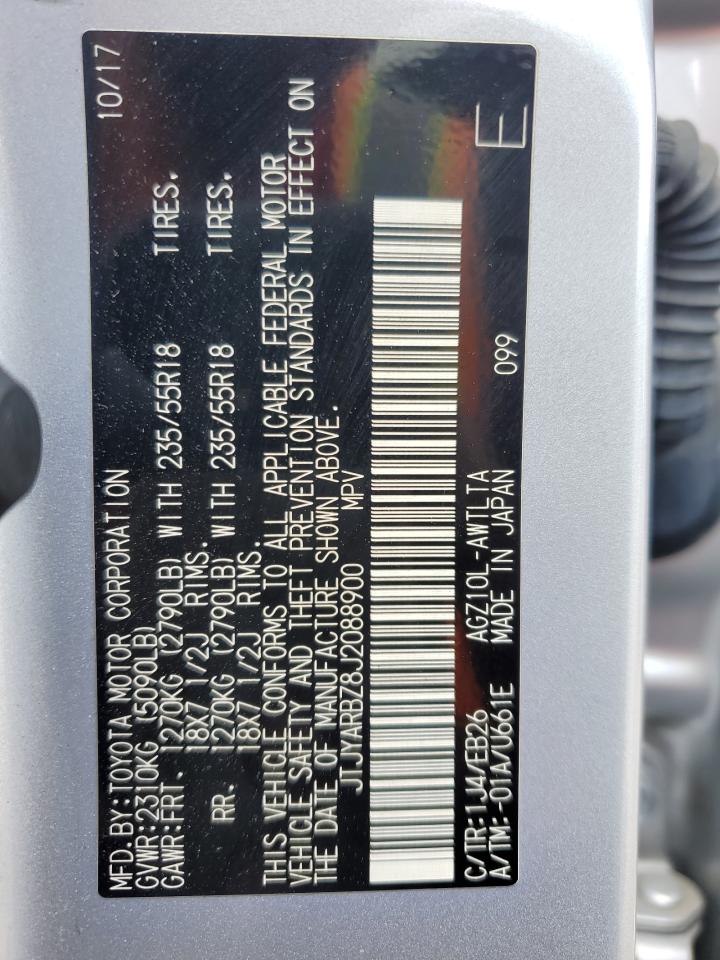 MFD.BY:TOYOTA MOTOR CORPORATION 10/17
GVWR:2310KG (5090LB)
GAWR:FRT. 1270KG (2790LB) WITH 235/55R18 TIRES.
18X7 1/2J RIMS.
RR. 1270KG (2790LB) WITH 235/55R18 TIRES.
18X7 1/2J RIMS.
THIS VEHICLE CONFORMS TO ALL APPLICABLE FEDERAL MOTOR
VEHICLE SAFETY AND THEFT PREVENTION STANDARDS IN EFFECT ON
THE DATE OF MANUFACTURE SHOWN ABOVE.
JTJYARBZ8J2088900 MPV
C/TR:1J4/EB26 AGZ10L-AWTLTA
A/TM:-01A/U661E MADE IN JAPAN 099
E